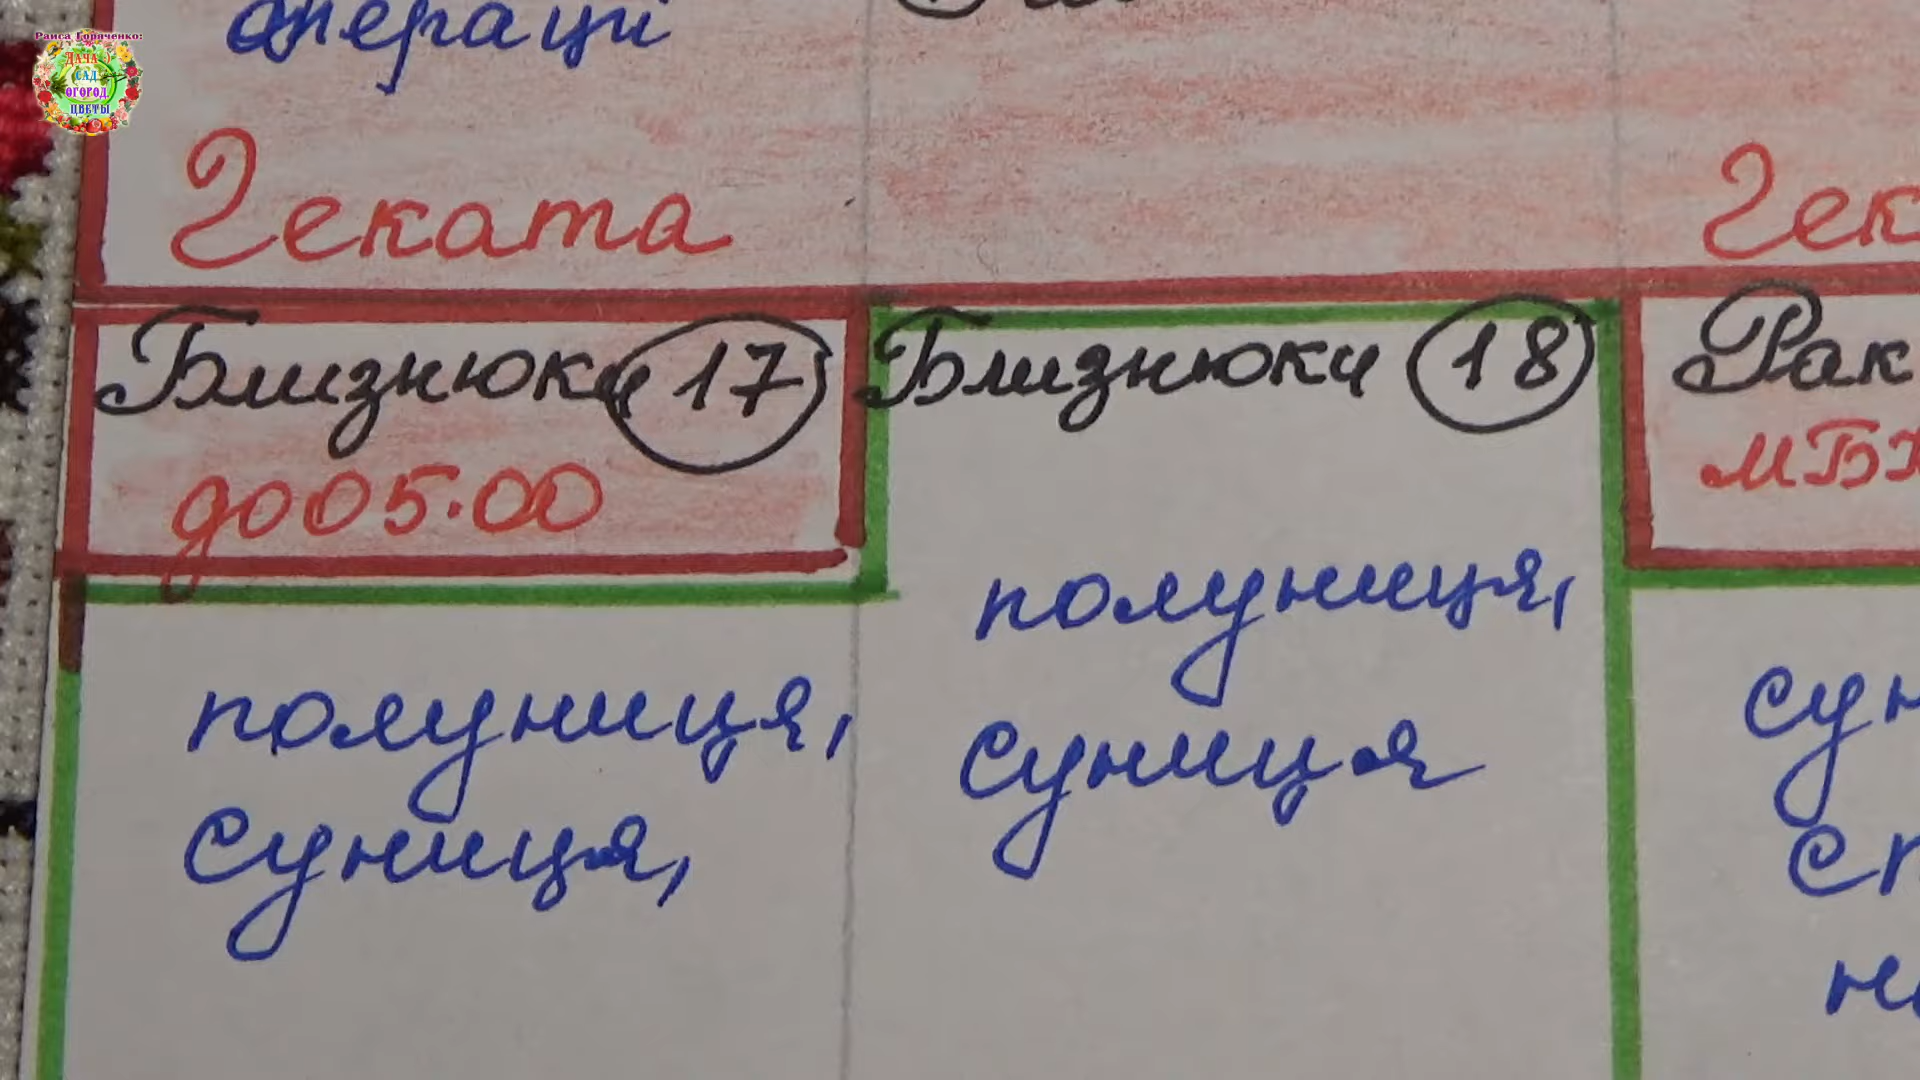 Раиса Горяченко:
ДАЧА
САД
ОГОРОД
ЦВЕТЫ
операції
Геката
Близнюки 17
до 05.00
полуниця,
суниця,
Близнюки 18
полуниця,
суниця
Рак